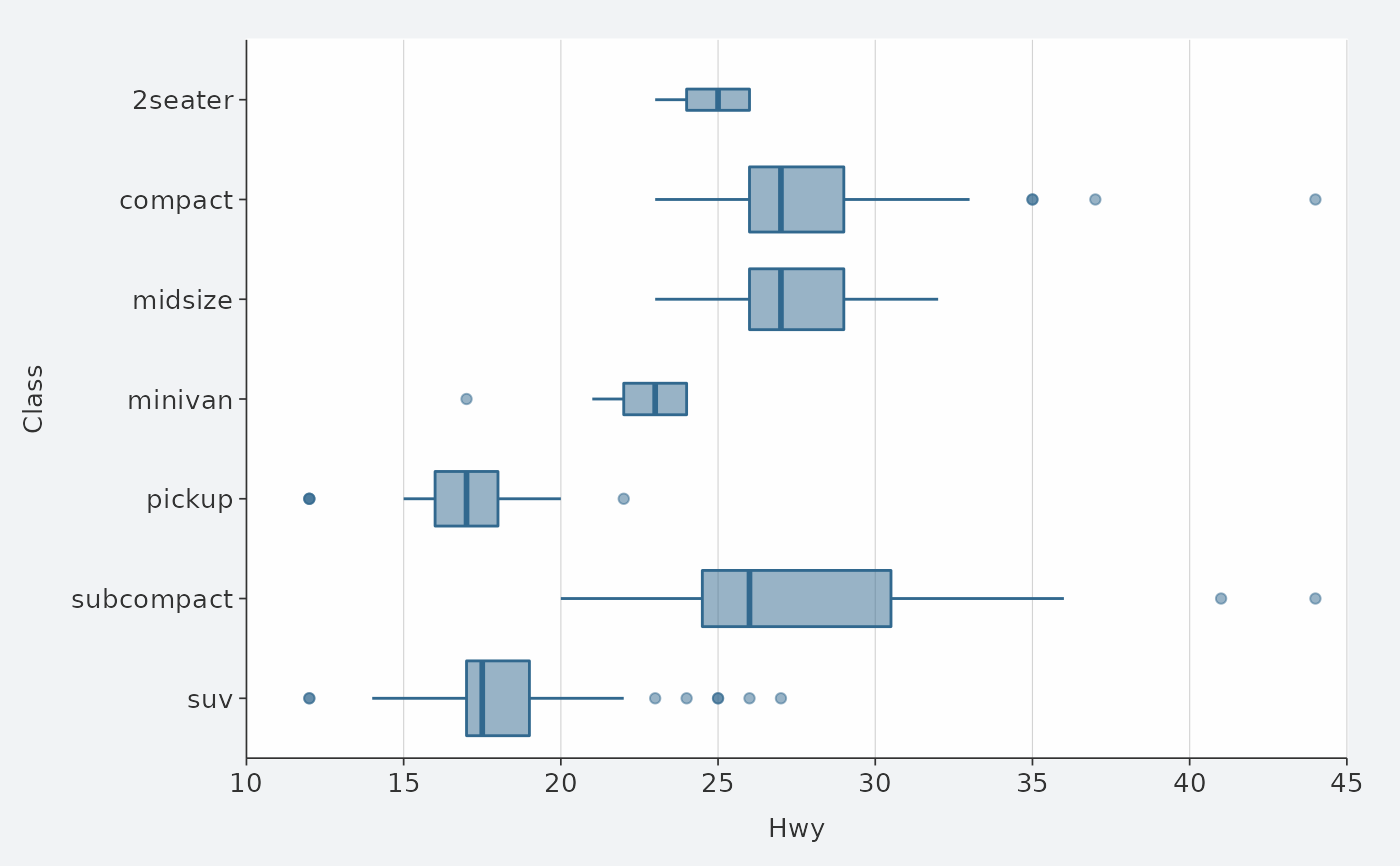 2seater
compact
midsize
minivan
pickup
subcompact
suv
Class
10 15 20 25 30 35 40 45
Hwy